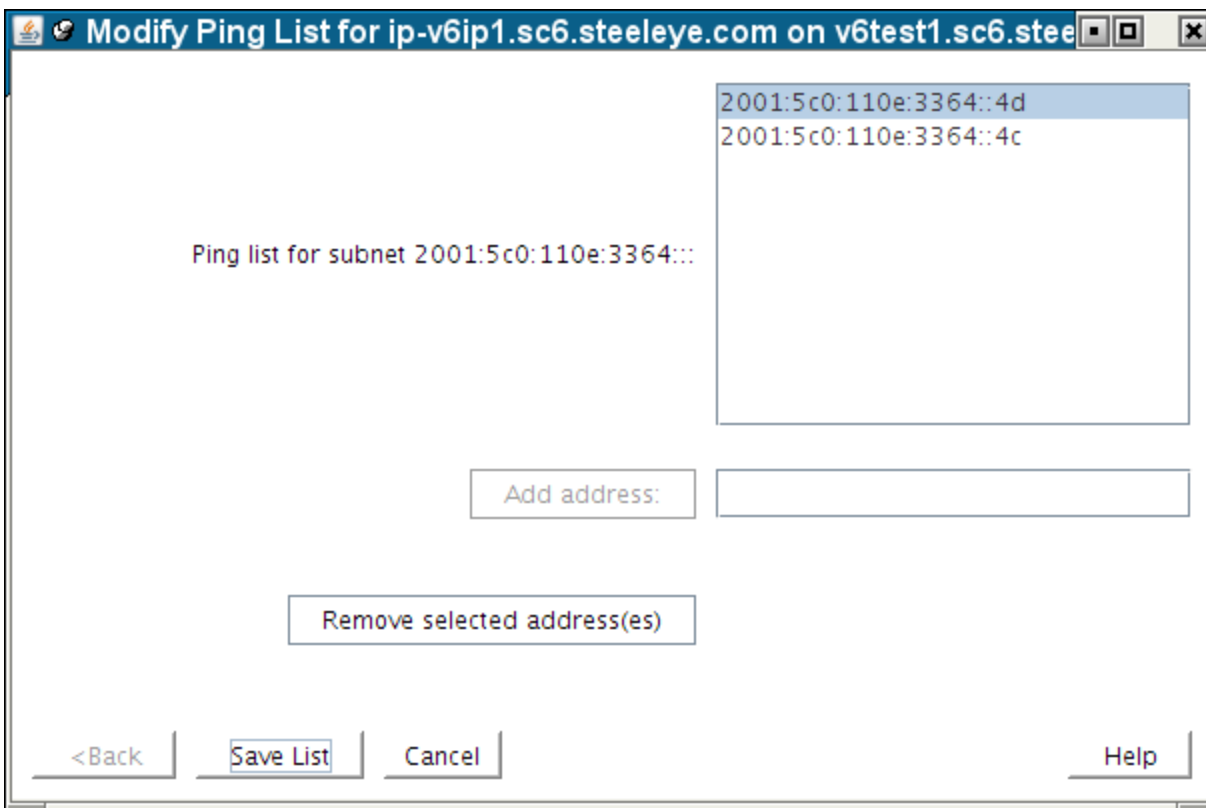 Modify Ping List for ip-v6ip1.sc6.steeleye.com on v6test1.sc6.stee
2001:5c0:110e:3364::4d
2001:5c0:110e:3364::4c
Ping list for subnet 2001:5c0:110e:3364:::
Add address:
Remove selected address(es)
<Back Save List Cancel Help